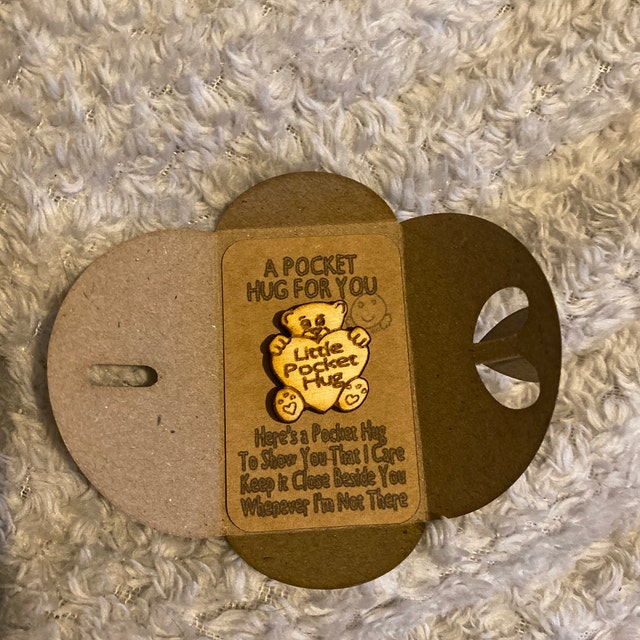 A POCKET
HUG FOR YOU
Little
Pocket
Hug
Here's a Pocket Hug
To Show You That I Care
Keep it Close Beside You
Whenever I'm Not There